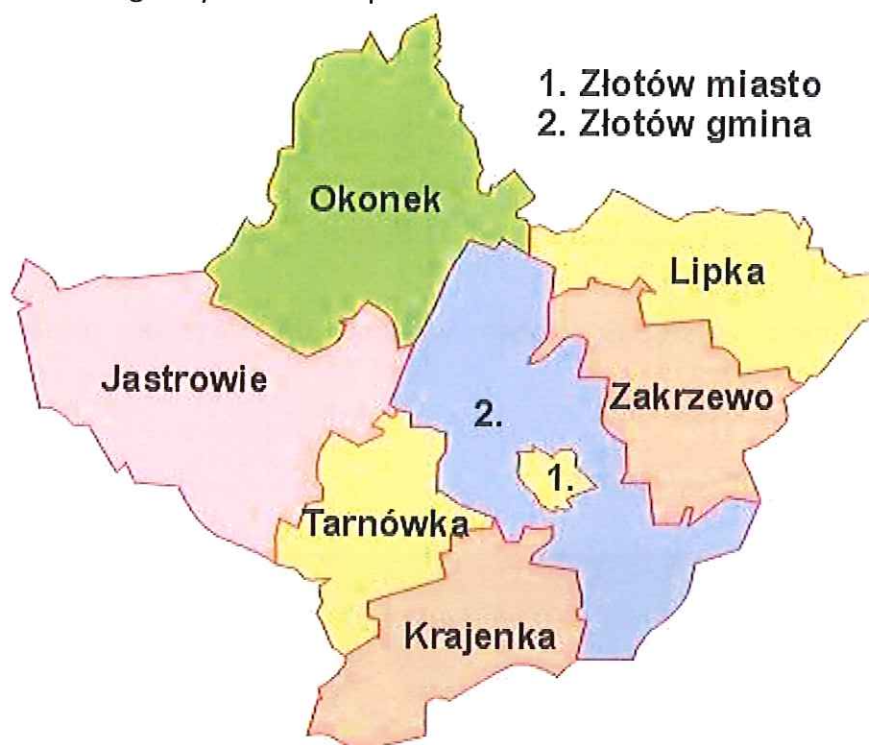 1. Złotów miasto
2. Złotów gmina
Okonek
Lipka
Jastrowie
Zakrzewo
2.
1.
Tarnówka
Krajenka